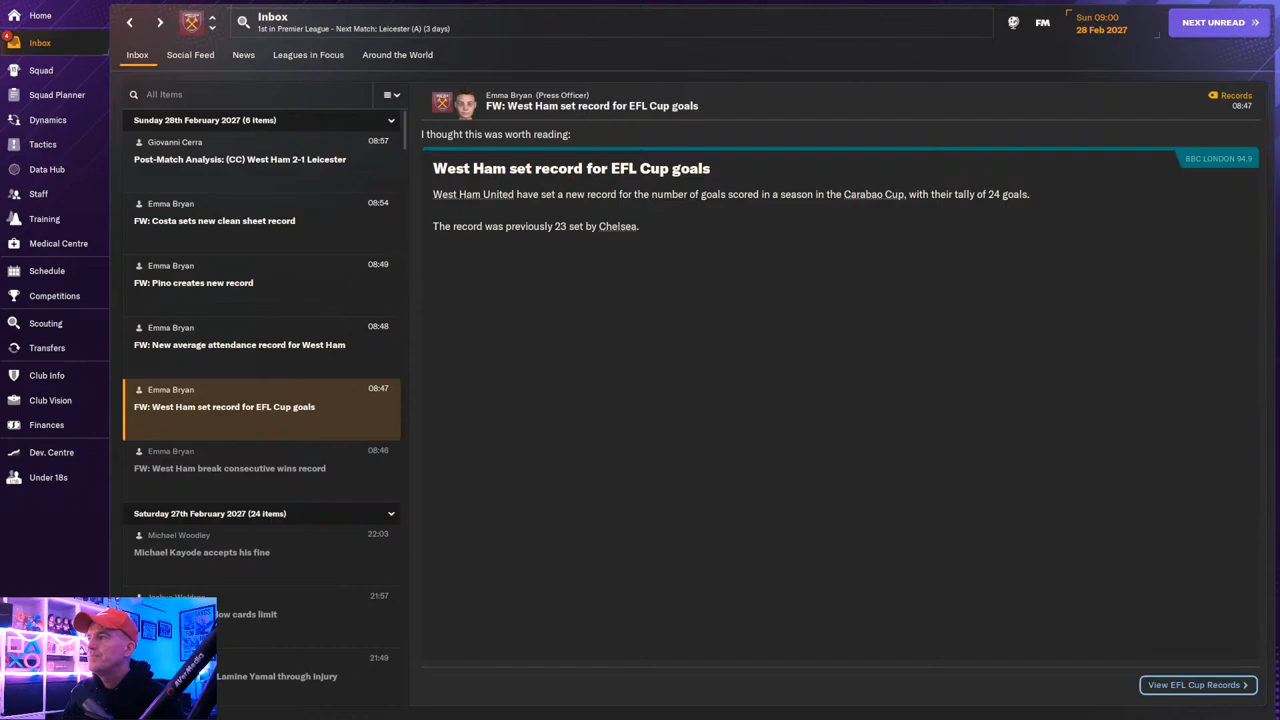 Home
4
Inbox
Squad
Squad Planner
Dynamics
Tactics
Data Hub
Staff
Training
Medical Centre
Schedule
Competitions
Scouting
Transfers
Club Info
Club Vision
Finances
Dev. Centre
Under 18s
Inbox
1st in Premier League - Next Match: Leicester (A) (3 days)
FM
Sun 09:00
28 Feb 2027
NEXT UNREAD
Inbox
Social Feed
News
Leagues in Focus
Around the World
All Items
Sunday 28th February 2027 (6 items)
Giovanni Cerra
08:57
Post-Match Analysis: (CC) West Ham 2-1 Leicester
Emma Bryan
08:54
FW: Costa sets new clean sheet record
Emma Bryan
08:49
FW: Pino creates new record
Emma Bryan
08:48
FW: New average attendance record for West Ham
Emma Bryan
08:47
FW: West Ham set record for EFL Cup goals
Emma Bryan
08:46
FW: West Ham break consecutive wins record
Saturday 27th February 2027 (24 items)
Michael Woodley
22:03
Michael Kayode accepts his fine
21:57
low cards limit
21:49
Lamine Yamal through injury
Emma Bryan (Press Officer)
FW: West Ham set record for EFL Cup goals
Records
08:47
I thought this was worth reading:
BBC LONDON 94.9
West Ham set record for EFL Cup goals
West Ham United have set a new record for the number of goals scored in a season in the Carabao Cup, with their tally of 24 goals.
The record was previously 23 set by Chelsea.
View EFL Cup Records
AVerMedia